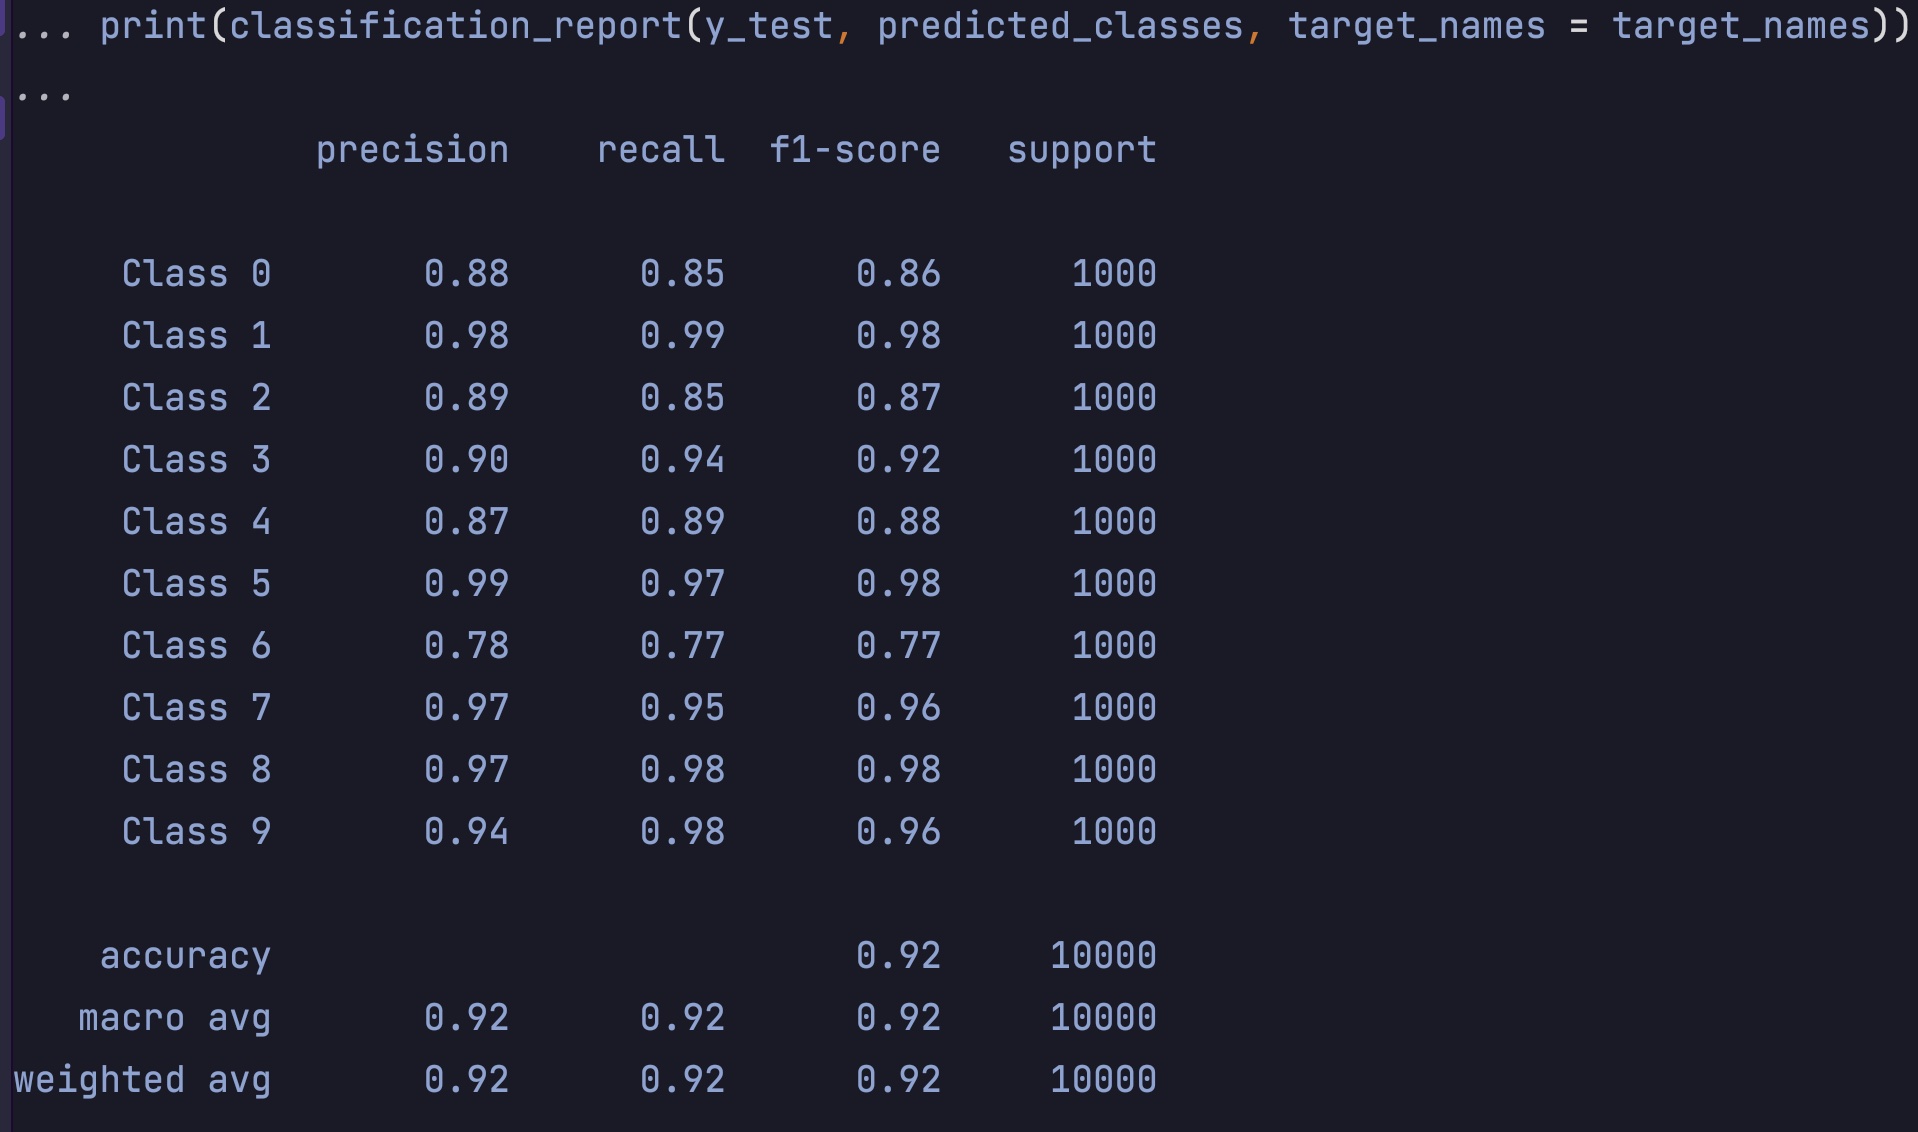 ... print(classification_report(y_test, predicted_classes, target_names = target_names))
...
precision recall f1-score support
Class 0 0.88 0.85 0.86 1000
Class 1 0.98 0.99 0.98 1000
Class 2 0.89 0.85 0.87 1000
Class 3 0.90 0.94 0.92 1000
Class 4 0.87 0.89 0.88 1000
Class 5 0.99 0.97 0.98 1000
Class 6 0.78 0.77 0.77 1000
Class 7 0.97 0.95 0.96 1000
Class 8 0.97 0.98 0.98 1000
Class 9 0.94 0.98 0.96 1000
accuracy 0.92 10000
macro avg 0.92 0.92 0.92 10000
weighted avg 0.92 0.92 0.92 10000